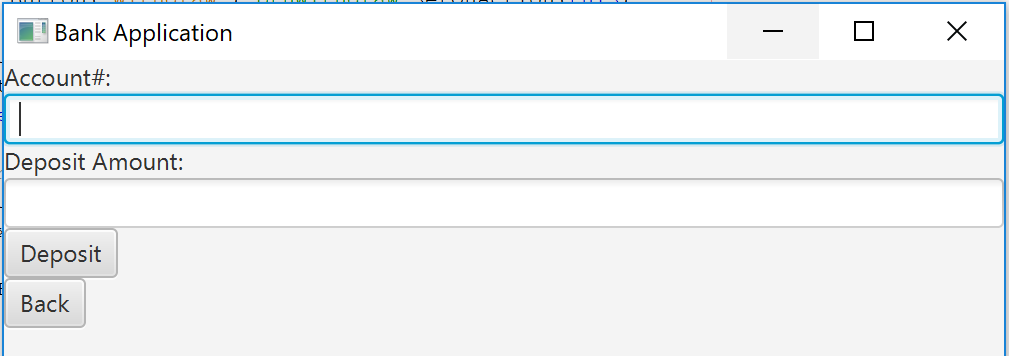 Bank Application
Account#:
Deposit Amount:
Deposit
Back